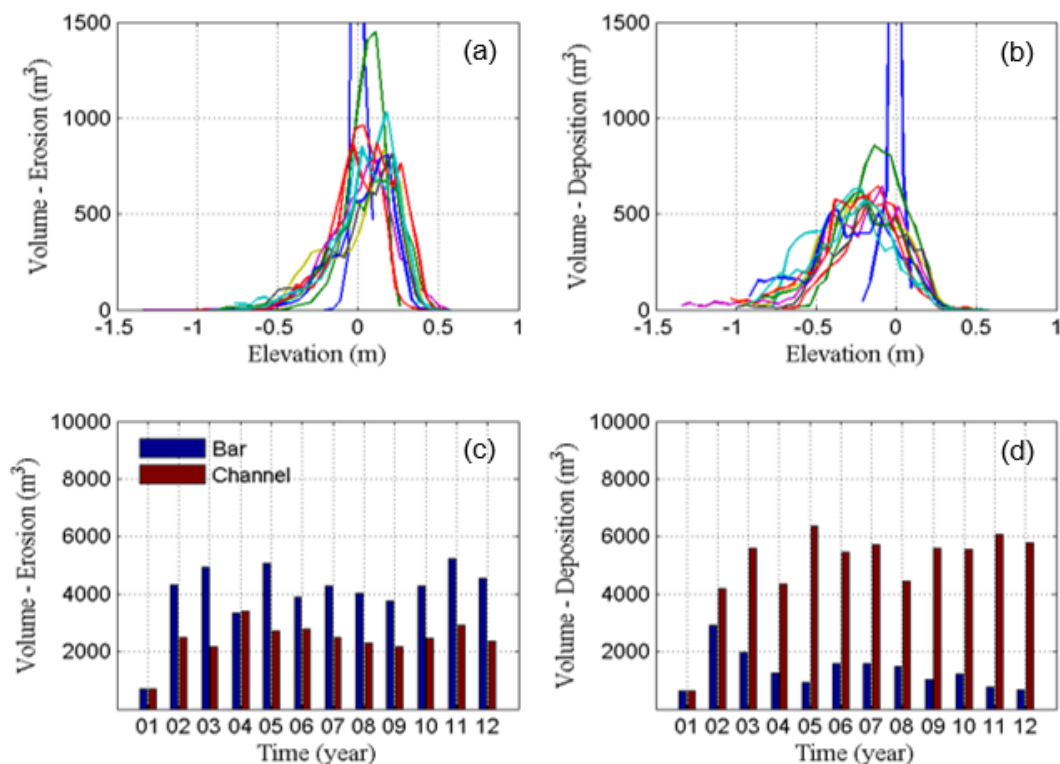 1500
1000
500
0
-1.5
-1
-0.5
0
0.5
1
Elevation (m)
Volume - Erosion (m³)
(a)
1500
1000
500
0
-1.5
-1
-0.5
0
0.5
1
Elevation (m)
Volume - Deposition (m³)
(b)
10000
8000
6000
4000
2000
01 02 03 04 05 06 07 08 09 10 11 12
Time (year)
Volume - Erosion (m³)
Bar
Channel
(c)
10000
8000
6000
4000
2000
01 02 03 04 05 06 07 08 09 10 11 12
Time (year)
Volume - Deposition (m³)
(d)